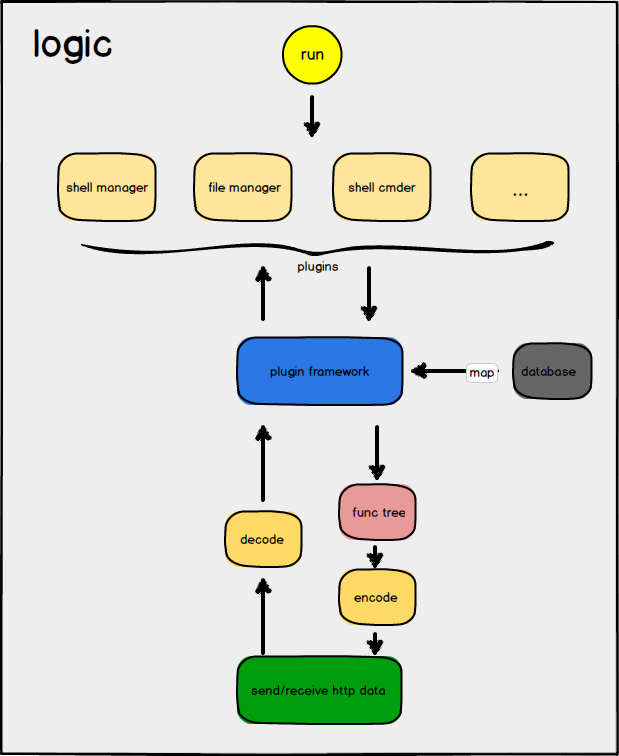 logic
run
shell manager
file manager
shell cmder
...
plugins
plugin framework
map
database
func tree
decode
encode
send/receive http data